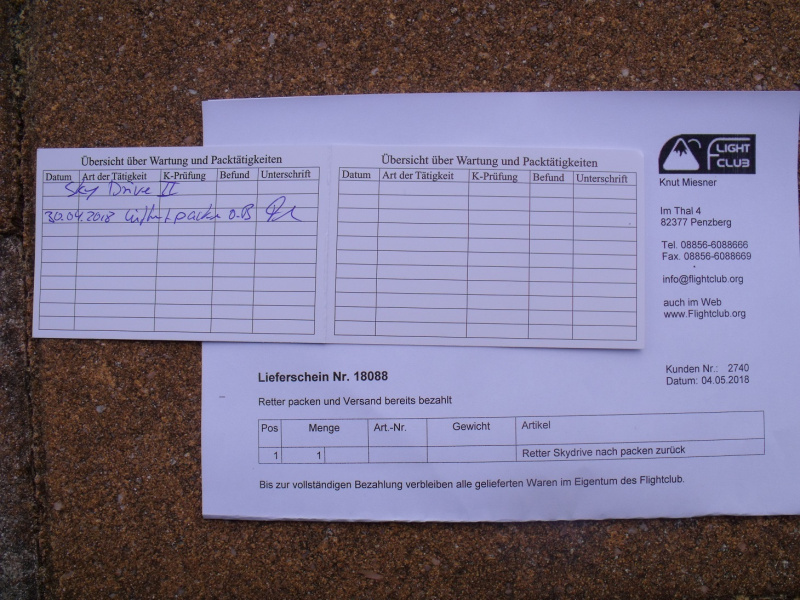 Übersicht über Wartung und Packtätigkeiten
Datum Art der Tätigkeit K-Prüfung Befund Unterschrift
Sky Drive II
30.04.2018 packen o.B
Übersicht über Wartung und Packtätigkeiten
Datum Art der Tätigkeit K-Prüfung Befund Unterschrift
FLIGHT
CLUB
Knut Miesner
Im Thal 4
82377 Penzberg
Tel. 08856-6088666
Fax. 08856-6088669
info@flightclub.org
auch im Web
www.Flightclub.org
Kunden Nr.: 2740
Datum: 04.05.2018
Lieferschein Nr. 18088
Retter packen und Versand bereits bezahlt
Pos Menge Art.-Nr. Gewicht Artikel
1 1 Retter Skydrive nach packen zurück
Bis zur vollständigen Bezahlung verbleiben alle gelieferten Waren im Eigentum des Flightclub.